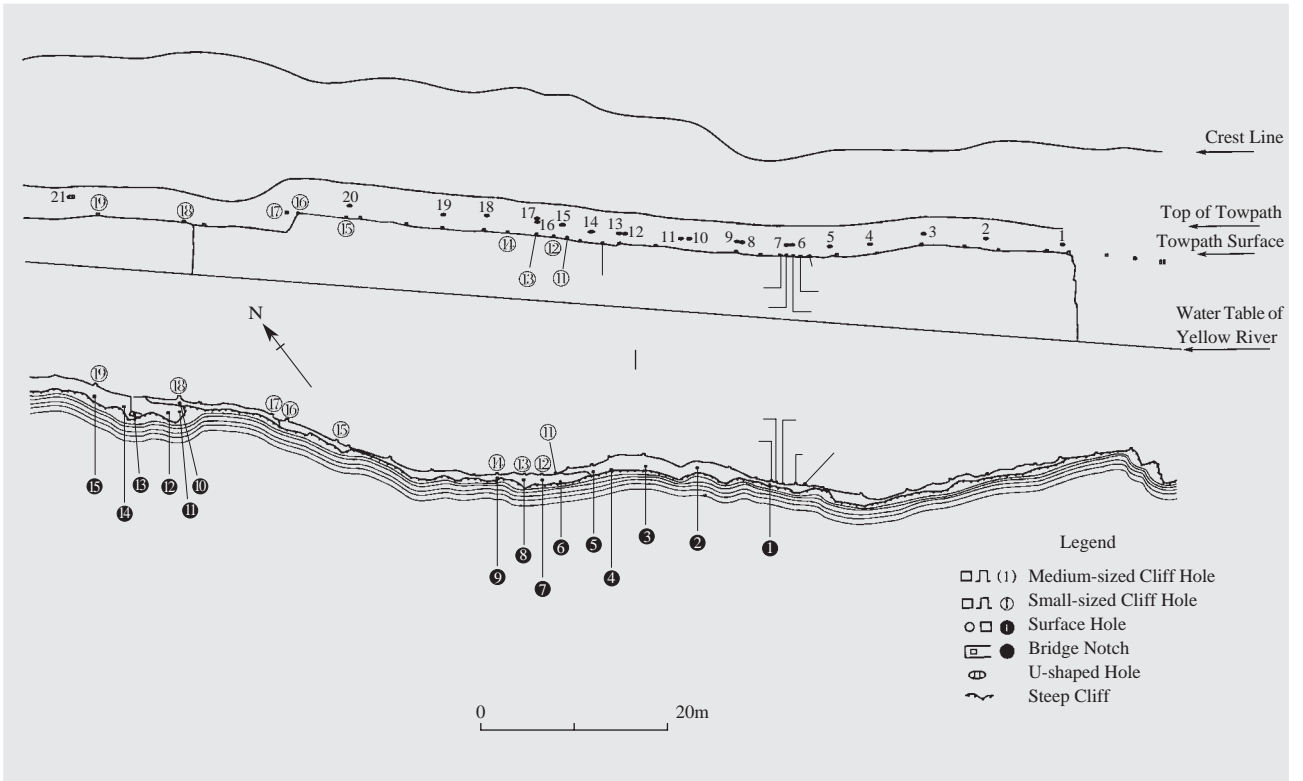 Crest Line
Top of Towpath
Towpath Surface
Water Table of
Yellow River
21 ⑲ ⑱ ⑰ ⑯ 20 ⑮ 19 18 ⑭ 17 16 15 ⑬ ⑫ ⑪ 14 13 12 11 10 9 8 7 6 5 4 3 2 1
N
⑲ ⑱ ⑰ ⑯ ⑮ ⑭ ⑬ ⑫ ⑪
⓯ ⓮ ⓭ ⓬ ⓫ ❿ ❾ ❽ ❼ ❻ ❺ ❹ ❸ ❷ ❶
Legend
(1) Medium-sized Cliff Hole
① Small-sized Cliff Hole
❶ Surface Hole
Bridge Notch
U-shaped Hole
Steep Cliff
0 20m